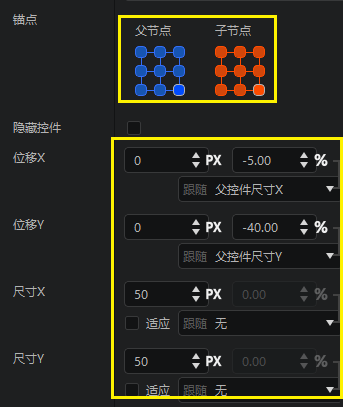 锚点
父节点 子节点
隐藏控件
位移X 0 PX -5.00 %
跟随 父控件尺寸X
位移Y 0 PX -40.00 %
跟随 父控件尺寸Y
尺寸X 50 PX 0.00 %
适应 跟随 无
尺寸Y 50 PX 0.00 %
适应 跟随 无